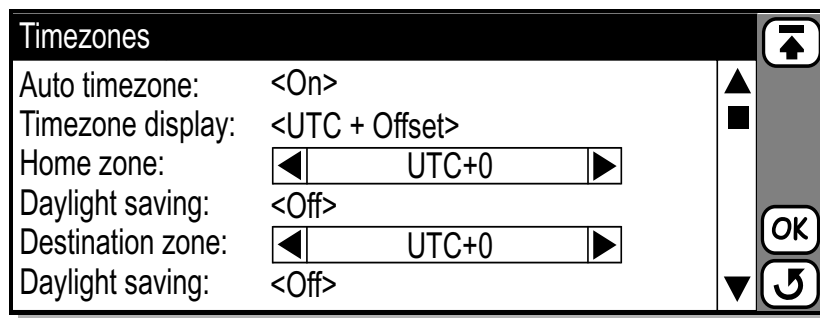 Timezones
Auto timezone: <On>
Timezone display: <UTC + Offset>
Home zone: UTC+0
Daylight saving: <Off>
Destination zone: UTC+0
Daylight saving: <Off>
OK